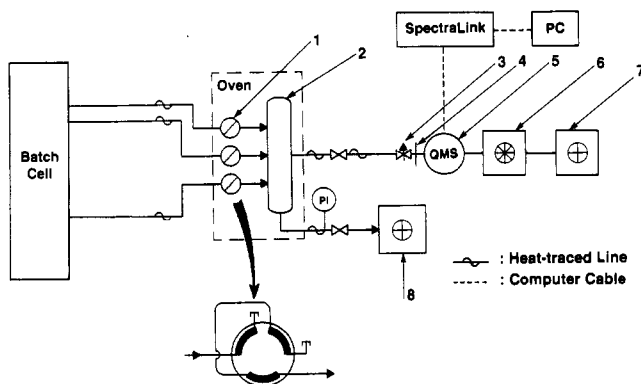 SpectraLink
PC
1
2
3
4
5
6
7
Oven
Batch
Cell
QMS
PI
8
: Heat-traced Line
: Computer Cable